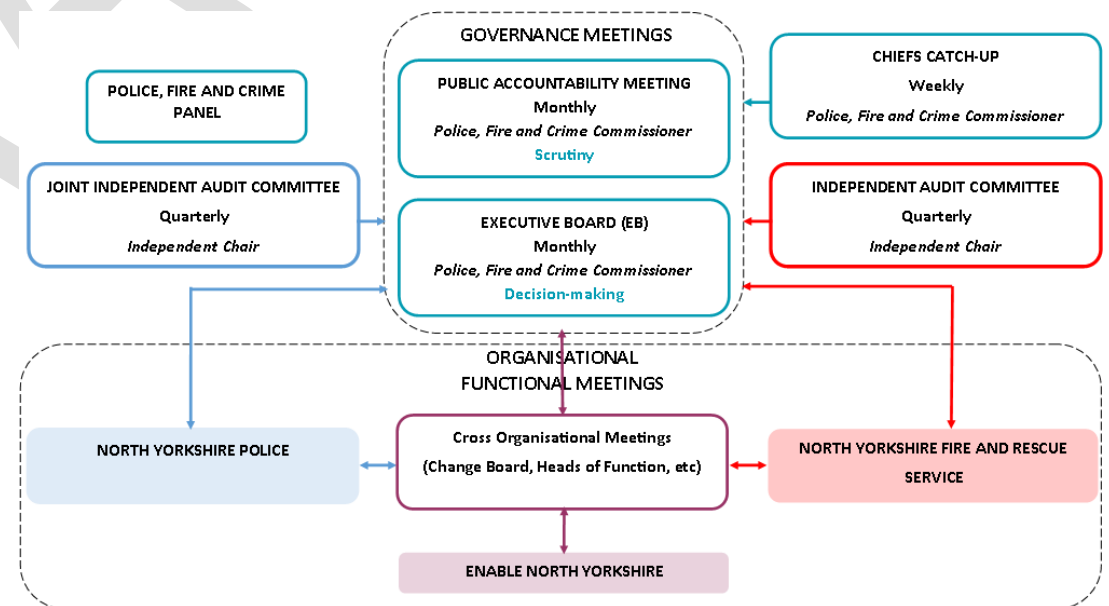 GOVERNANCE MEETINGS
POLICE, FIRE AND CRIME
PANEL
PUBLIC ACCOUNTABILITY MEETING
Monthly
Police, Fire and Crime Commissioner
Scrutiny
CHIEFS CATCH-UP
Weekly
Police, Fire and Crime Commissioner
JOINT INDEPENDENT AUDIT COMMITTEE
Quarterly
Independent Chair
EXECUTIVE BOARD (EB)
Monthly
Police, Fire and Crime Commissioner
Decision-making
INDEPENDENT AUDIT COMMITTEE
Quarterly
Independent Chair
ORGANISATIONAL
FUNCTIONAL MEETINGS
NORTH YORKSHIRE POLICE
Cross Organisational Meetings
(Change Board, Heads of Function, etc)
NORTH YORKSHIRE FIRE AND RESCUE
SERVICE
ENABLE NORTH YORKSHIRE